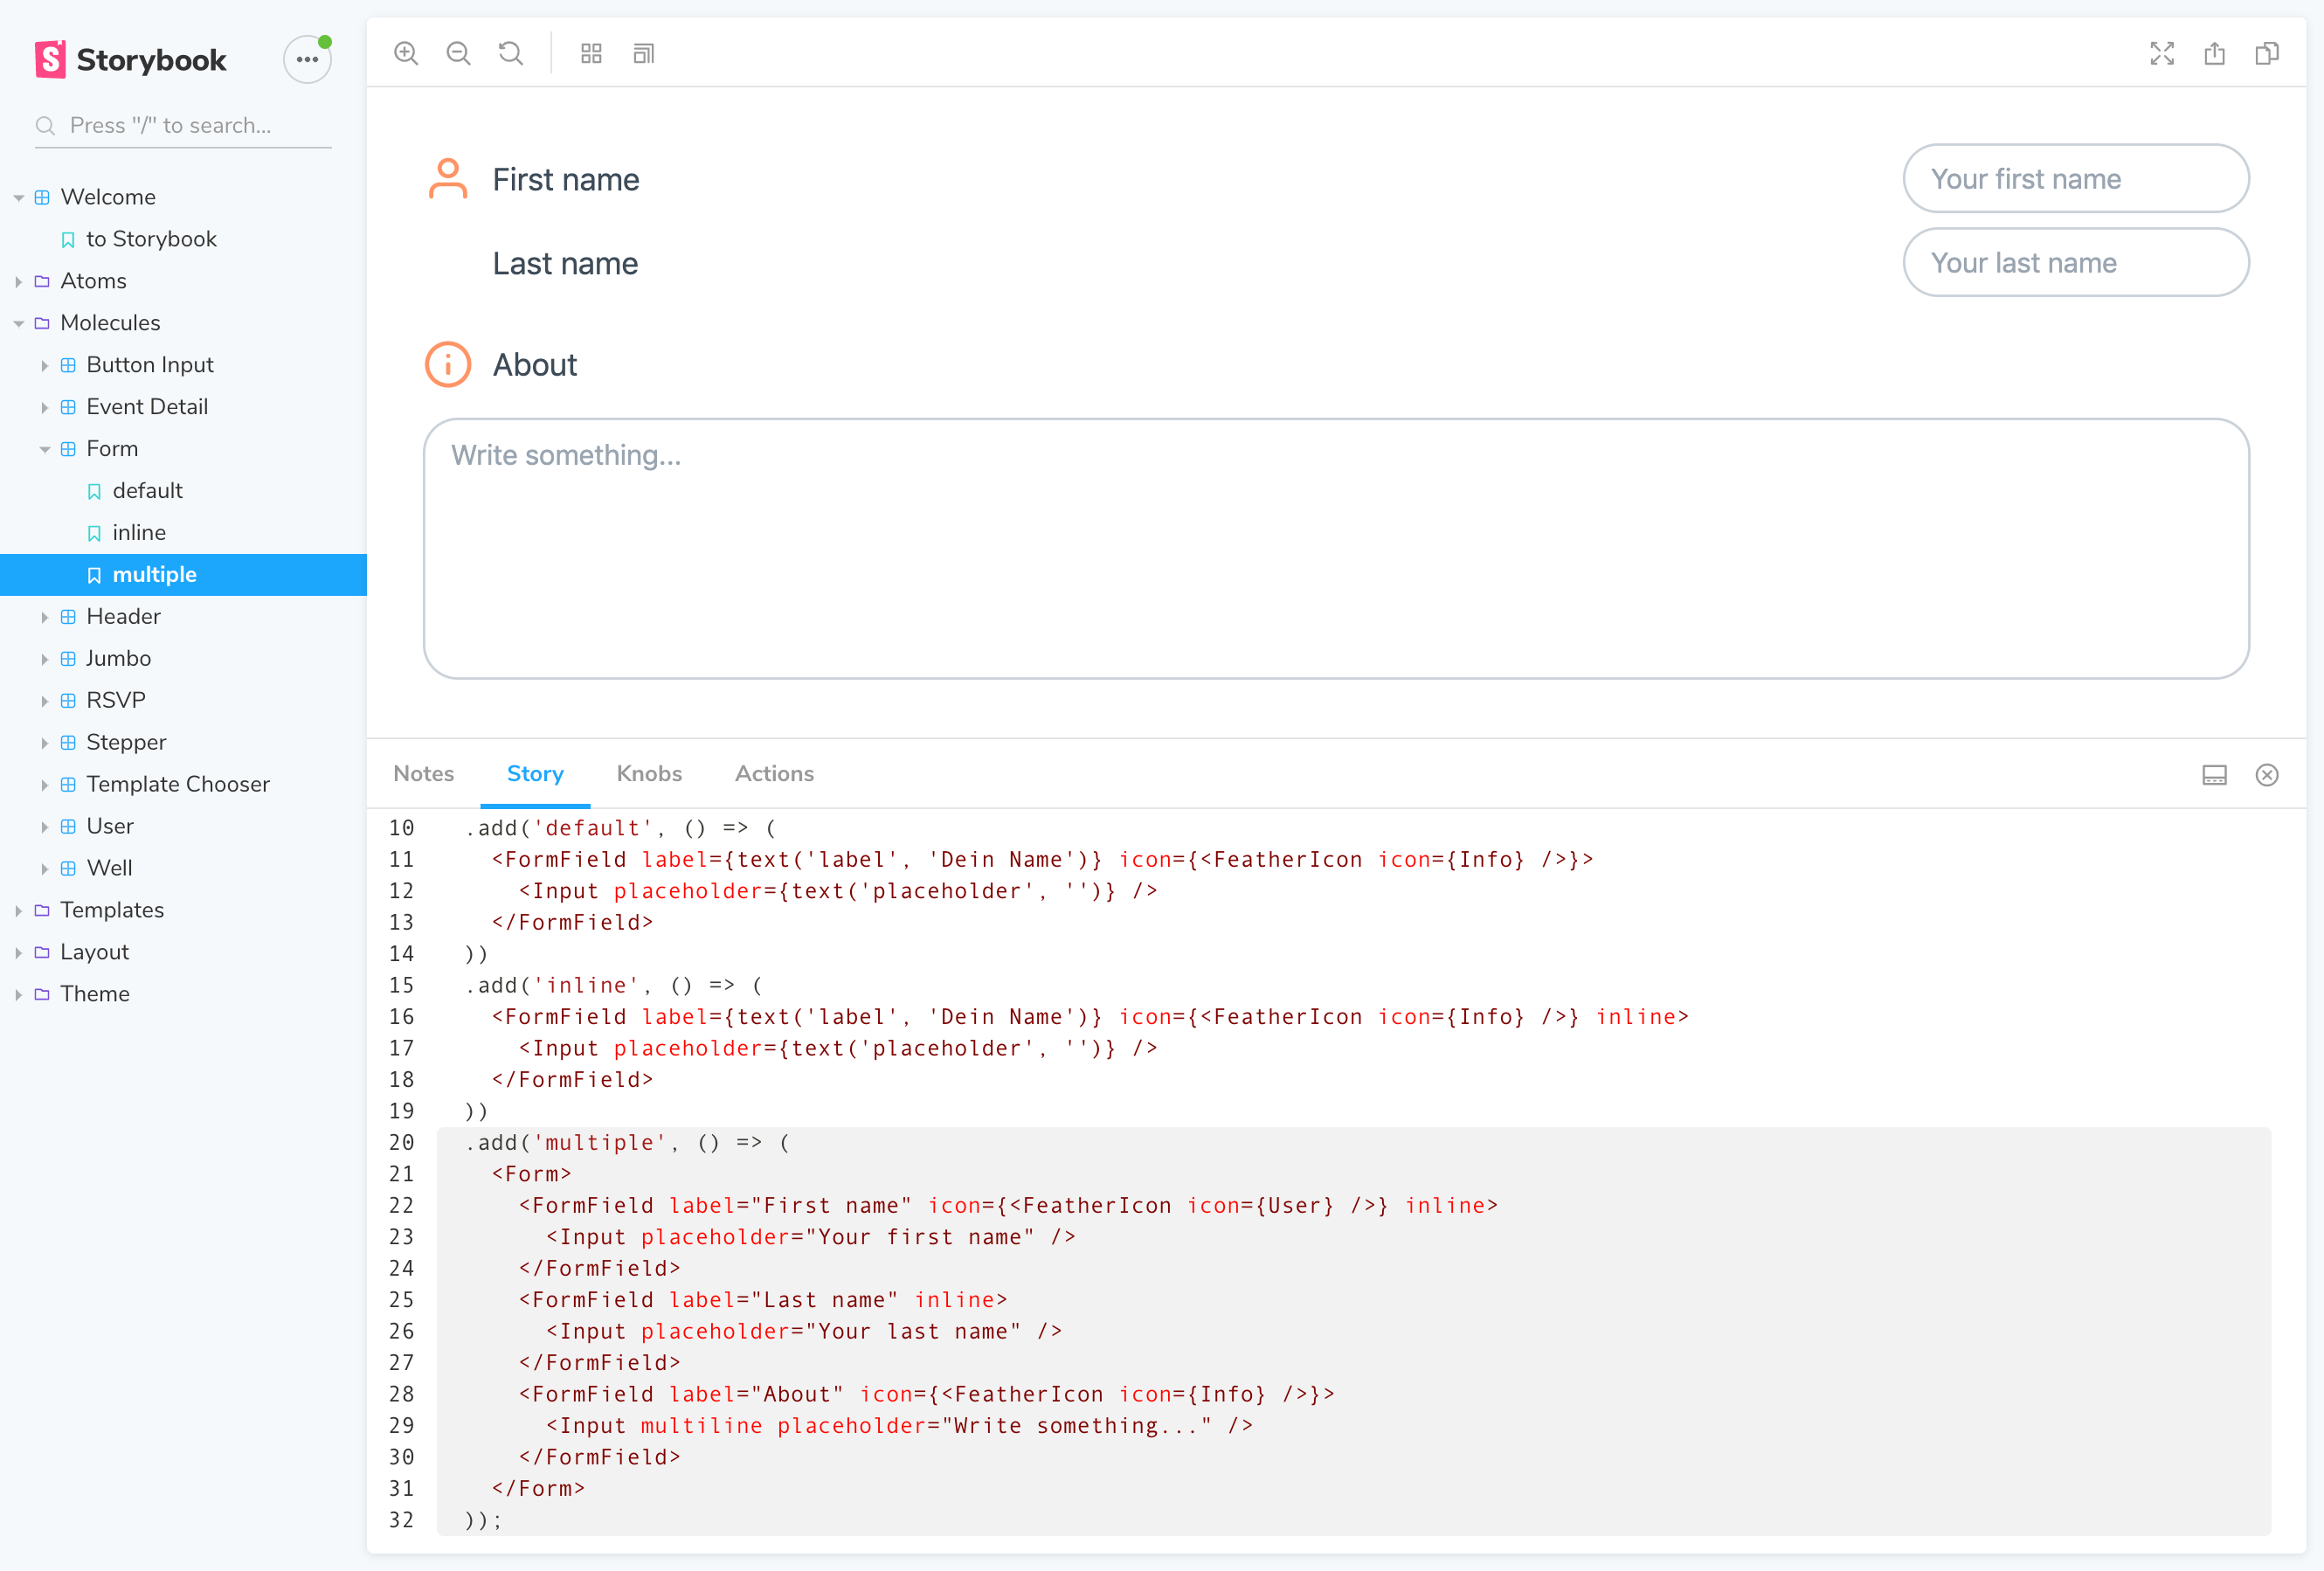 Storybook
Press "/" to search...
Welcome
to Storybook
Atoms
Molecules
Button Input
Event Detail
Form
default
inline
multiple
Header
Jumbo
RSVP
Stepper
Template Chooser
User
Well
Templates
Layout
Theme
First name
Your first name
Last name
Your last name
About
Write something...
Notes Story Knobs Actions
10 .add('default', () => (
11 <FormField label={text('label', 'Dein Name')} icon={<FeatherIcon icon={Info} />}>
12 <Input placeholder={text('placeholder', '')} />
13 </FormField>
14 ))
15 .add('inline', () => (
16 <FormField label={text('label', 'Dein Name')} icon={<FeatherIcon icon={Info} />} inline>
17 <Input placeholder={text('placeholder', '')} />
18 </FormField>
19 ))
20 .add('multiple', () => (
21 <Form>
22 <FormField label="First name" icon={<FeatherIcon icon={User} />} inline>
23 <Input placeholder="Your first name" />
24 </FormField>
25 <FormField label="Last name" inline>
26 <Input placeholder="Your last name" />
27 </FormField>
28 <FormField label="About" icon={<FeatherIcon icon={Info} />}>
29 <Input multiline placeholder="Write something..." />
30 </FormField>
31 </Form>
32 ));